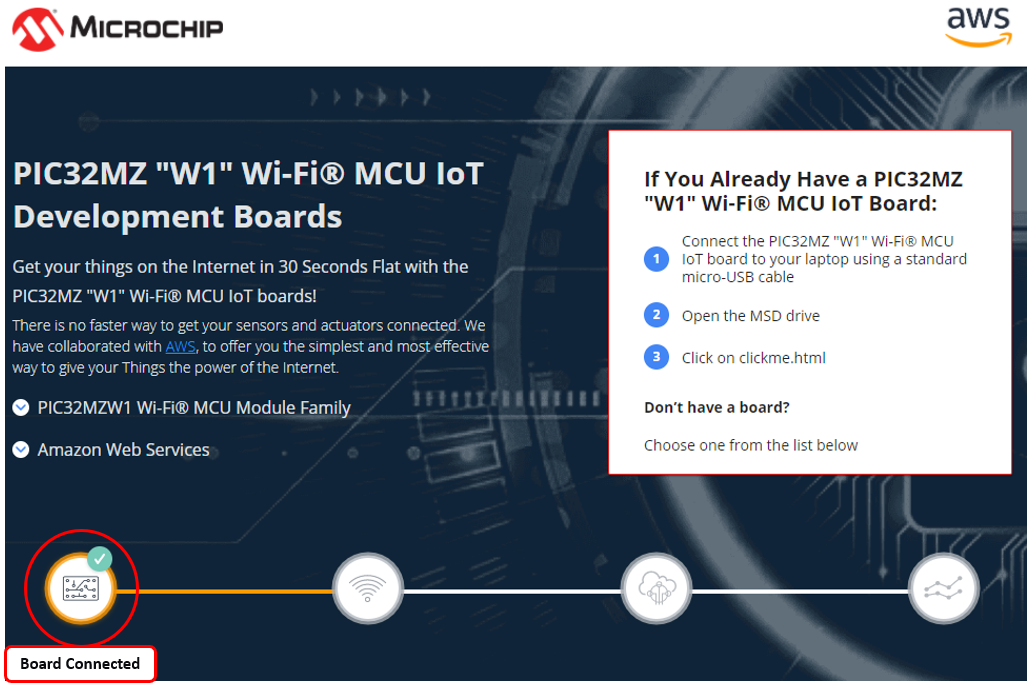 MICROCHIP
aws
PIC32MZ "W1" Wi-Fi® MCU IoT
Development Boards
Get your things on the Internet in 30 Seconds Flat with the
PIC32MZ "W1" Wi-Fi® MCU IoT boards!
There is no faster way to get your sensors and actuators connected. We
have collaborated with AWS, to offer you the simplest and most effective
way to give your Things the power of the Internet.
PIC32MZW1 Wi-Fi® MCU Module Family
Amazon Web Services
If You Already Have a PIC32MZ
"W1" Wi-Fi® MCU IoT Board:
1 Connect the PIC32MZ "W1" Wi-Fi® MCU
IoT board to your laptop using a standard
micro-USB cable
2 Open the MSD drive
3 Click on clickme.html
Don't have a board?
Choose one from the list below
Board Connected